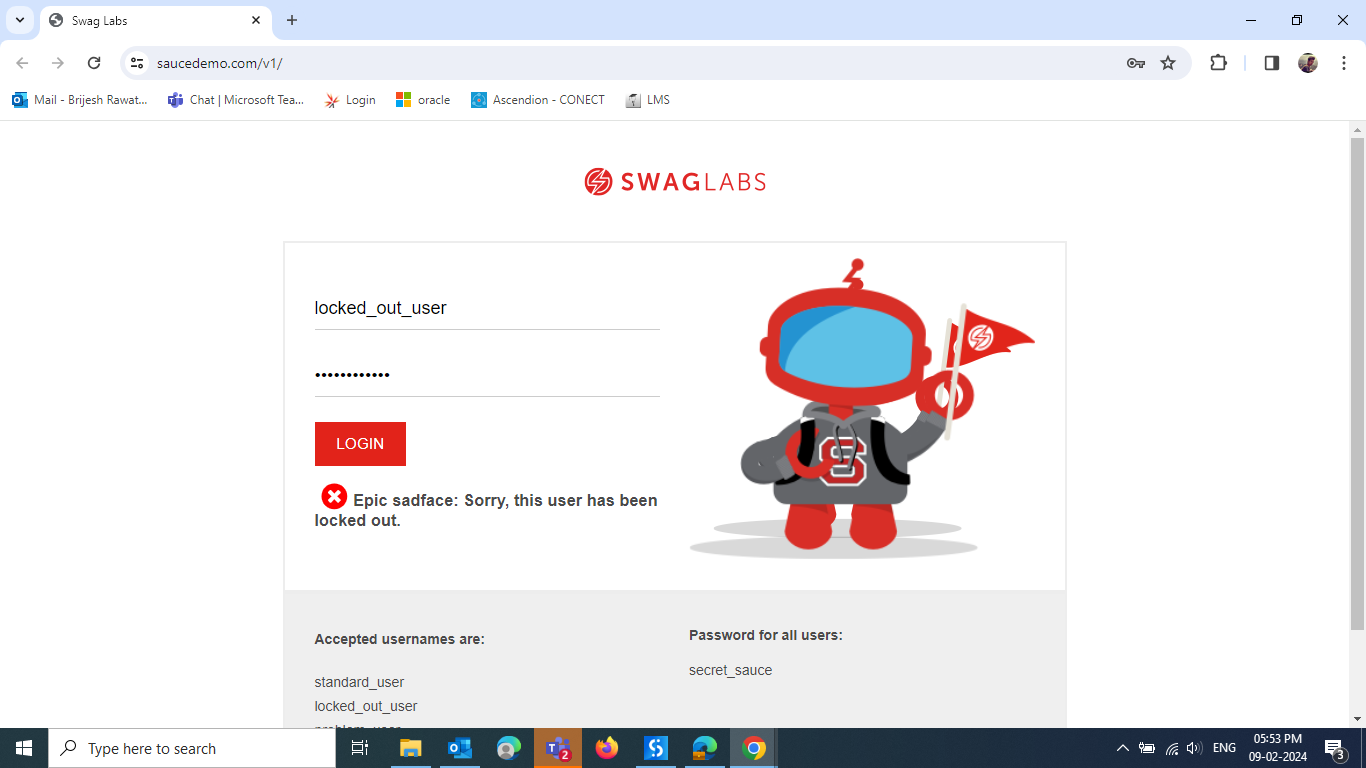 Swag Labs
saucedemo.com/v1/
Mail - Brijesh Rawat...
Chat | Microsoft Tea...
Login
oracle
Ascendion - CONECT
LMS
SWAGLABS
locked_out_user
••••••••••••
LOGIN
Epic sadface: Sorry, this user has been
locked out.
S
Accepted usernames are:
standard_user
locked_out_user
Password for all users:
secret_sauce
Type here to search
2
ENG
05:53 PM
09-02-2024
3